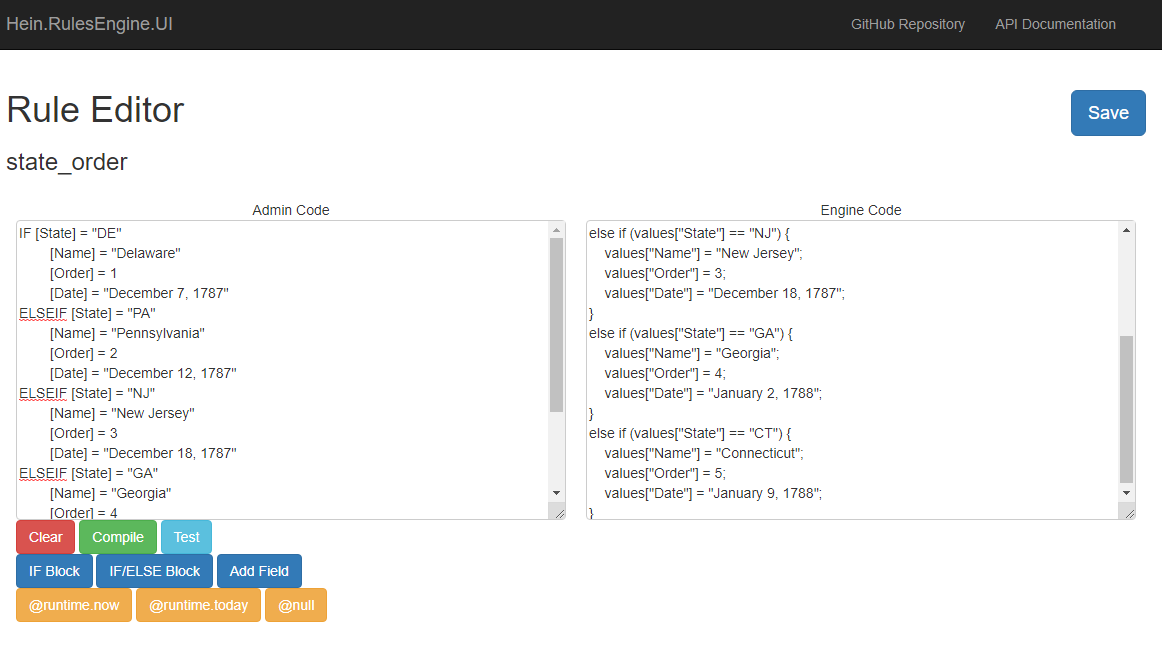 Hein.RulesEngine.UI
GitHub Repository
API Documentation
Rule Editor
Save
state_order
Admin Code
IF [State] = "DE"
[Name] = "Delaware"
[Order] = 1
[Date] = "December 7, 1787"
ELSEIF [State] = "PA"
[Name] = "Pennsylvania"
[Order] = 2
[Date] = "December 12, 1787"
ELSEIF [State] = "NJ"
[Name] = "New Jersey"
[Order] = 3
[Date] = "December 18, 1787"
ELSEIF [State] = "GA"
[Name] = "Georgia"
[Order] = 4
Engine Code
else if (values["State"] == "NJ") {
values["Name"] = "New Jersey";
values["Order"] = 3;
values["Date"] = "December 18, 1787";
}
else if (values["State"] == "GA") {
values["Name"] = "Georgia";
values["Order"] = 4;
values["Date"] = "January 2, 1788";
}
else if (values["State"] == "CT") {
values["Name"] = "Connecticut";
values["Order"] = 5;
values["Date"] = "January 9, 1788";
}
Clear
Compile
Test
IF Block
IF/ELSE Block
Add Field
@runtime.now
@runtime.today
@null